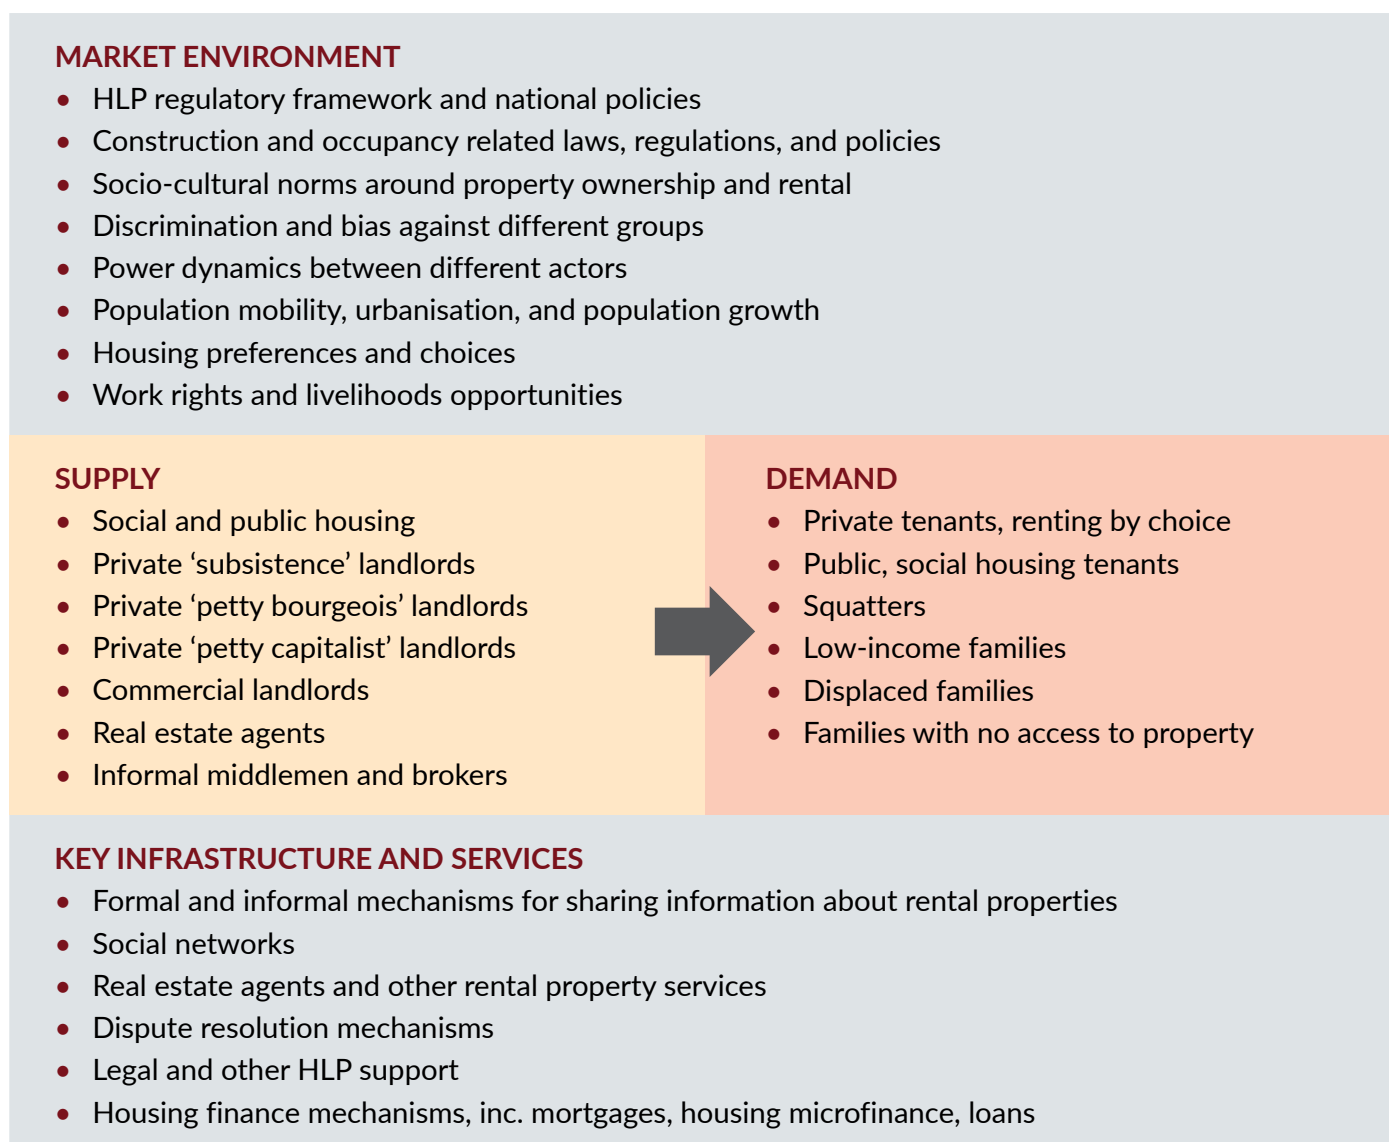 MARKET ENVIRONMENT
• HLP regulatory framework and national policies
• Construction and occupancy related laws, regulations, and policies
• Socio-cultural norms around property ownership and rental
• Discrimination and bias against different groups
• Power dynamics between different actors
• Population mobility, urbanisation, and population growth
• Housing preferences and choices
• Work rights and livelihoods opportunities
SUPPLY
• Social and public housing
• Private ‘subsistence’ landlords
• Private ‘petty bourgeois’ landlords
• Private ‘petty capitalist’ landlords
• Commercial landlords
• Real estate agents
• Informal middlemen and brokers
DEMAND
• Private tenants, renting by choice
• Public, social housing tenants
• Squatters
• Low-income families
• Displaced families
• Families with no access to property
KEY INFRASTRUCTURE AND SERVICES
• Formal and informal mechanisms for sharing information about rental properties
• Social networks
• Real estate agents and other rental property services
• Dispute resolution mechanisms
• Legal and other HLP support
• Housing finance mechanisms, inc. mortgages, housing microfinance, loans